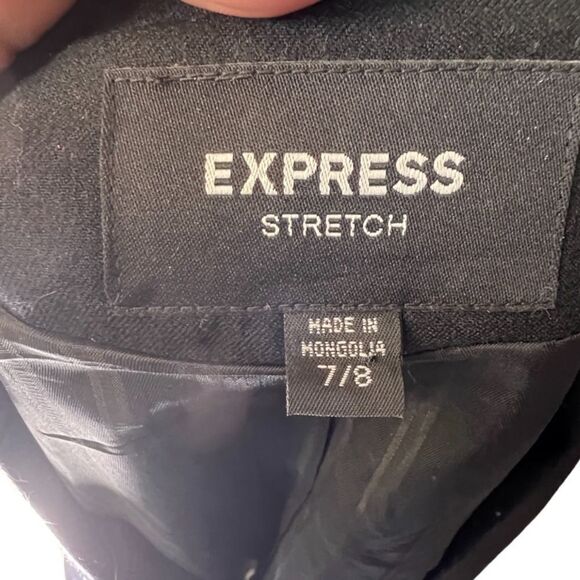 EXPRESS
STRETCH
MADE IN
MONGOLIA
7/8